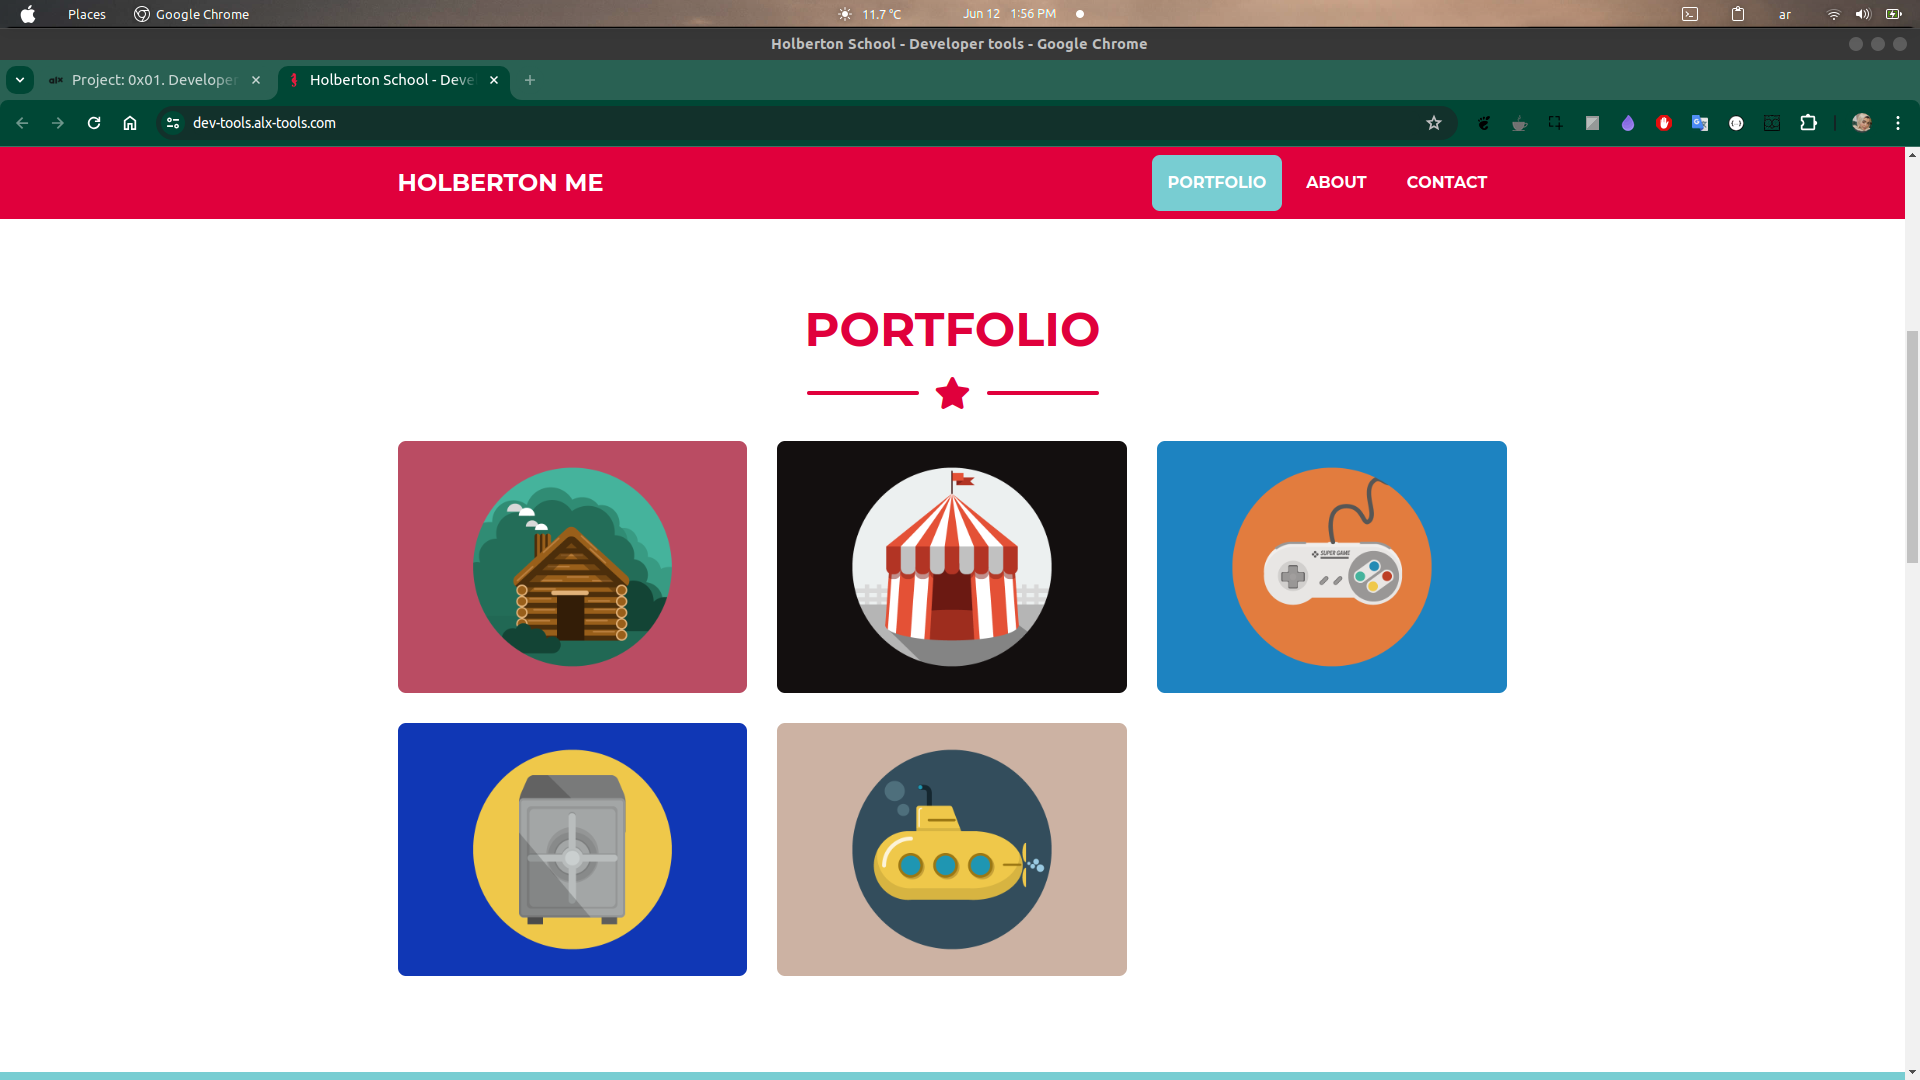 Places
Google Chrome
11.7 °C
Jun 12 1:56 PM
ar
Holberton School - Developer tools - Google Chrome
alx Project: 0x01. Developer
Holberton School - Deve
dev-tools.alx-tools.com
HOLBERTON ME
PORTFOLIO
ABOUT
CONTACT
PORTFOLIO
SUPER GAME